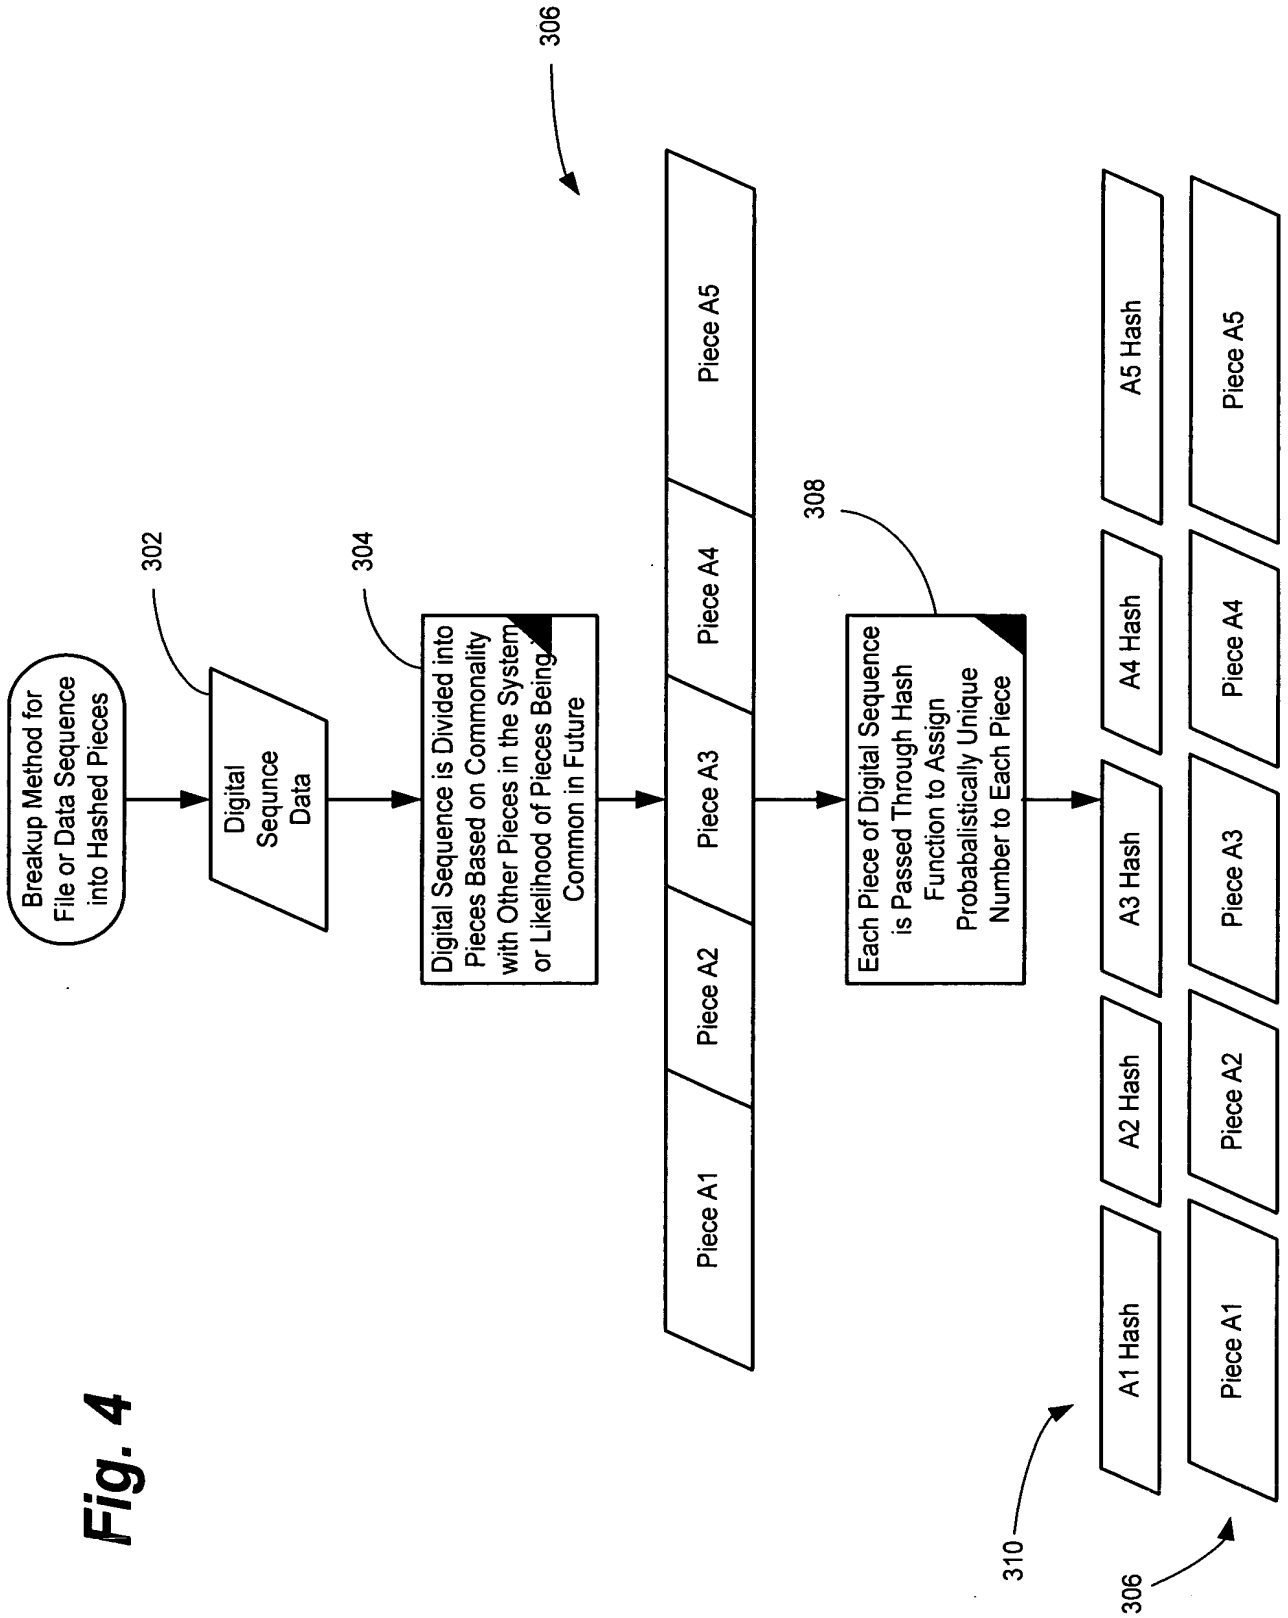 Fig. 4
Breakup Method for
File or Data Sequence
into Hashed Pieces
302
Digital
Sequnce
Data
304
Digital Sequence is Divided into
Pieces Based on Commonality
with Other Pieces in the System
or Likelihood of Pieces Being
Common in Future
306
Piece A1
Piece A2
Piece A3
Piece A4
Piece A5
308
Each Piece of Digital Sequence
is Passed Through Hash
Function to Assign
Probabalistically Unique
Number to Each Piece
310
A1 Hash
A2 Hash
A3 Hash
A4 Hash
A5 Hash
306
Piece A1
Piece A2
Piece A3
Piece A4
Piece A5